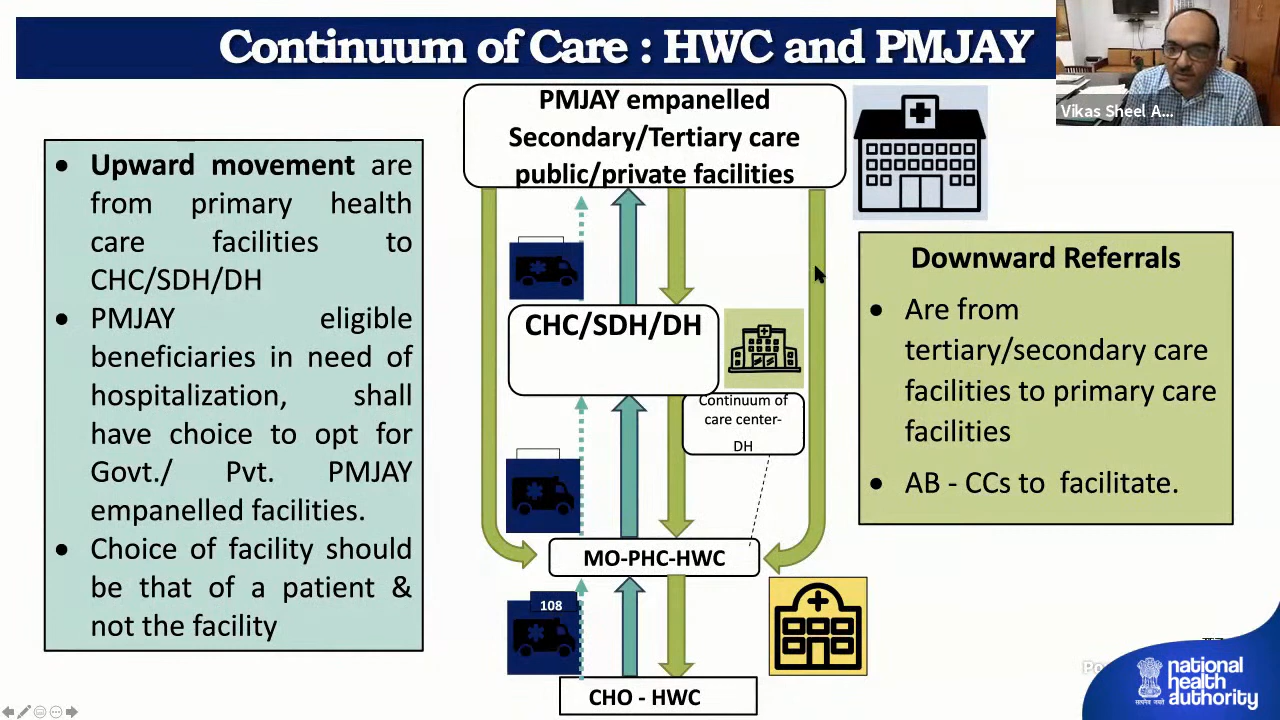 Continuum of Care : HWC and PMJAY
Vikas Sheel A...
PMJAY empanelled
Secondary/Tertiary care
public/private facilities
• Upward movement are
from primary health
care facilities to
CHC/SDH/DH
• PMJAY eligible
beneficiaries in need of
hospitalization, shall
have choice to opt for
Govt./ Pvt. PMJAY
empanelled facilities.
• Choice of facility should
be that of a patient &
not the facility
CHC/SDH/DH
Continuum of
care center-
DH
MO-PHC-HWC
108
CHO - HWC
Downward Referrals
• Are from
tertiary/secondary care
facilities to primary care
facilities
• AB - CCs to facilitate.
national
health
authority
सत्यमेव जयते